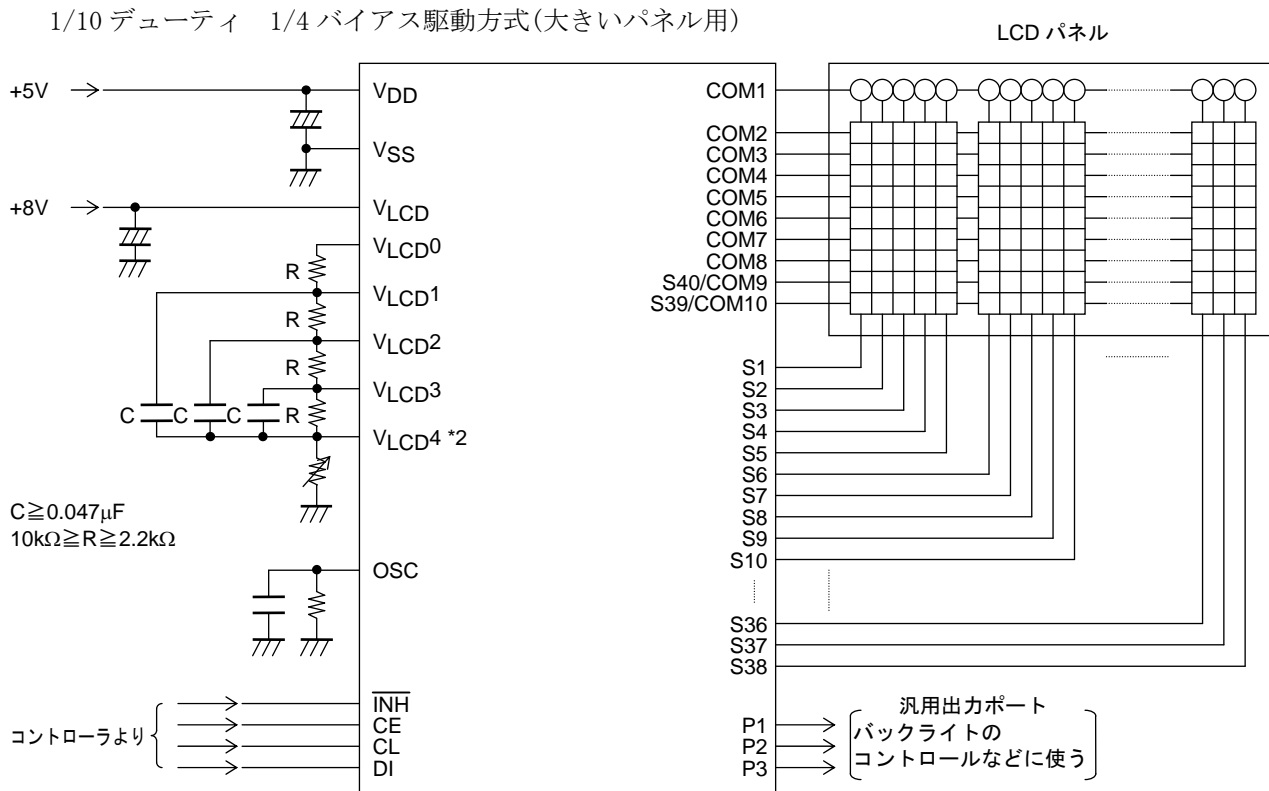 1/10 デューティ 1/4 バイアス駆動方式(大きいパネル用)
LCD パネル
+5V
VDD
VSS
+8V
VLCD
VLCD0
R
VLCD1
R
VLCD2
R
VLCD3
C
C
C
R
VLCD4 *2
C≧0.047μF
10kΩ≧R≧2.2kΩ
OSC
コントローラより
INH
CE
CL
DI
COM1
COM2
COM3
COM4
COM5
COM6
COM7
COM8
S40/COM9
S39/COM10
S1
S2
S3
S4
S5
S6
S7
S8
S9
S10
S36
S37
S38
P1
P2
P3
汎用出力ポート
バックライトの
コントロールなどに使う